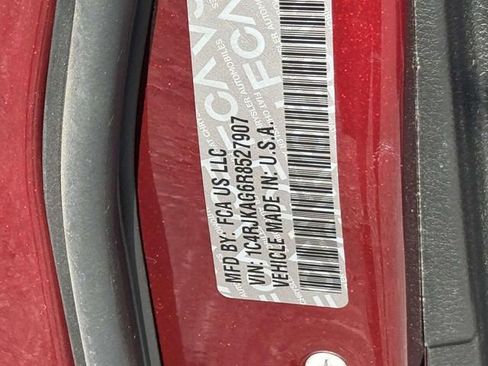 MFD BY: FCA US LLC
VIN: 1C4RJKAG6R8527907
VEHICLE MADE IN: U.S.A.